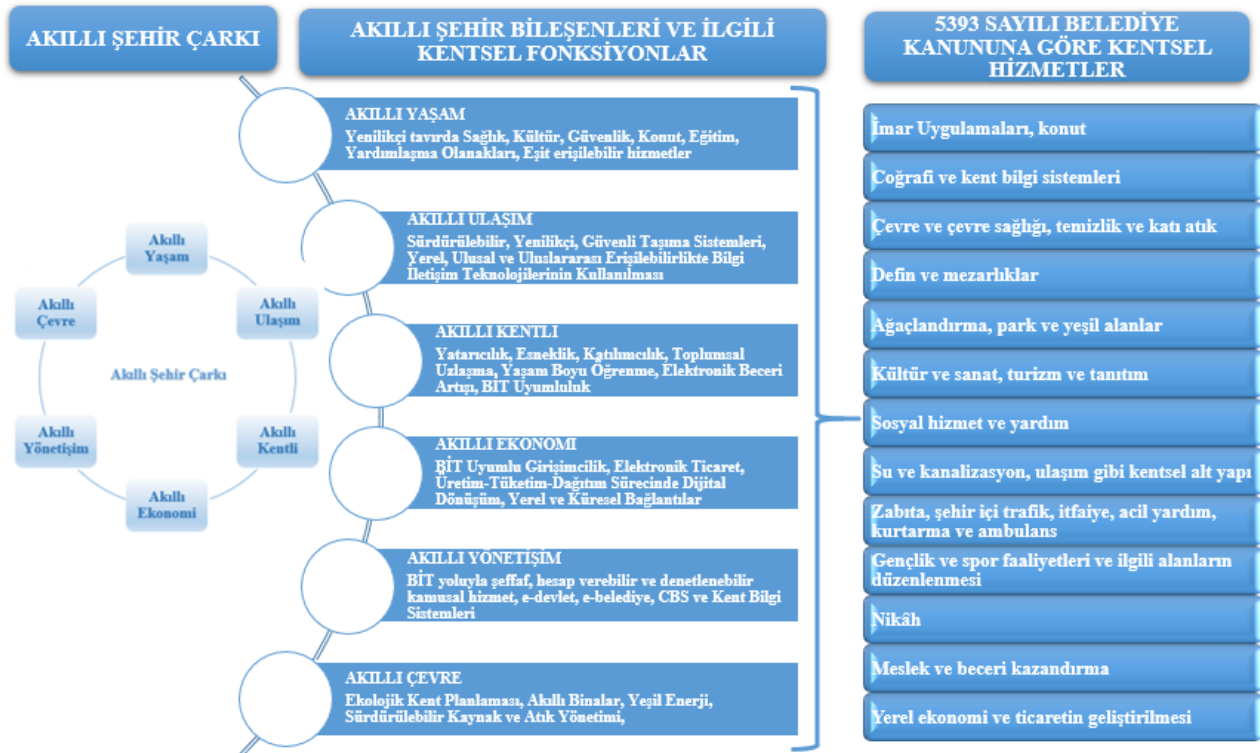 AKILLI ŞEHİR ÇARKI
Akıllı
Yaşam
Akıllı
Ulaşım
Akıllı
Kentli
Akıllı
Ekonomi
Akıllı
Yönetişim
Akıllı
Çevre
Akıllı Şehir Çarkı
AKILLI ŞEHİR BİLEŞENLERİ VE İLGİLİ
KENTSEL FONKSİYONLAR
AKILLI YAŞAM
Yenilikçi tavırda Sağlık, Kültür, Güvenlik, Konut, Eğitim,
Yardımlaşma Olanakları, Eşit erişilebilir hizmetler
AKILLI ULAŞIM
Sürdürülebilir, Yenilikçi, Güvenli Taşıma Sistemleri,
Yerel, Ulusal ve Uluslararası Erişilebilirlikte Bilgi
İletişim Teknolojilerinin Kullanılması
AKILLI KENTLİ
Yatarıcılık, Esneklik, Katılımcılık, Toplumsal
Uzlaşma, Yaşam Boyu Öğrenme, Elektronik Beceri
Artışı, BİT Uyumluluk
AKILLI EKONOMİ
BİT Uyumlu Girişimcilik, Elektronik Ticaret,
Üretim-Tüketim-Dağıtım Sürecinde Dijital
Dönüşüm, Yerel ve Küresel Bağlantılar
AKILLI YÖNETİŞİM
BİT yoluyla şeffaf, hesap verebilir ve denetlenebilir
kamusal hizmet, e-devlet, e-belediye, CBS ve Kent Bilgi
Sistemleri
AKILLI ÇEVRE
Ekolojik Kent Planlaması, Akıllı Binalar, Yeşil Enerji,
Sürdürülebilir Kaynak ve Atık Yönetimi,
5393 SAYILI BELEDİYE
KANUNUNA GÖRE KENTSEL
HİZMETLER
İmar Uygulamaları, konut
Coğrafi ve kent bilgi sistemleri
Çevre ve çevre sağlığı, temizlik ve katı atık
Defin ve mezarlıklar
Ağaçlandırma, park ve yeşil alanlar
Kültür ve sanat, turizm ve tanıtım
Sosyal hizmet ve yardım
Su ve kanalizasyon, ulaşım gibi kentsel alt yapı
Zabıta, şehir içi trafik, itfaiye, acil yardım,
kurtarma ve ambulans
Gençlik ve spor faaliyetleri ve ilgili alanların
düzenlenmesi
Nikâh
Meslek ve beceri kazandırma
Yerel ekonomi ve ticaretin geliştirilmesi